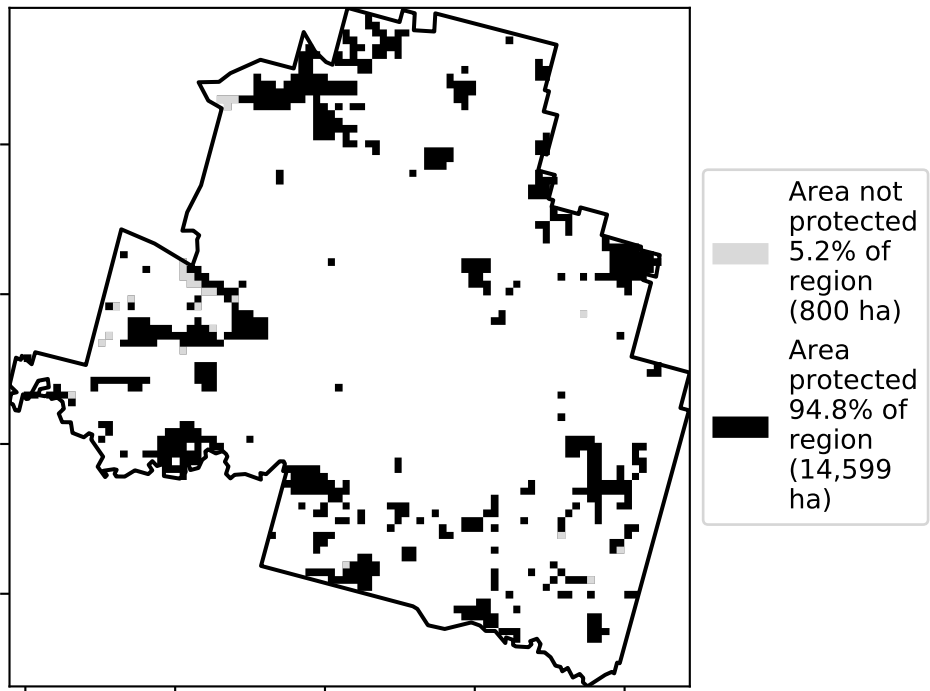 Area not
protected
5.2% of
region
(800 ha)
Area
protected
94.8% of
region
(14,599
ha)